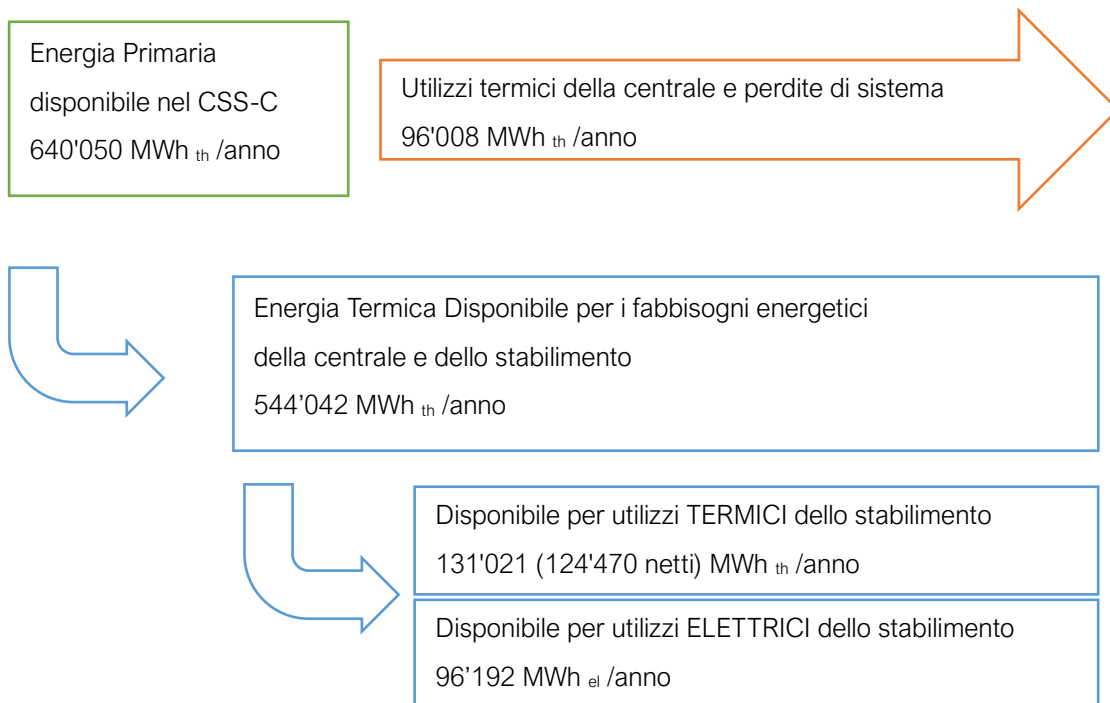 Energia Primaria
disponibile nel CSS-C
640'050 MWh th /anno
Utilizzi termici della centrale e perdite di sistema
96'008 MWh th /anno
Energia Termica Disponibile per i fabbisogni energetici
della centrale e dello stabilimento
544’042 MWh th /anno
Disponibile per utilizzi TERMICI dello stabilimento
131'021 (124'470 netti) MWh th /anno
Disponibile per utilizzi ELETTRICI dello stabilimento
96’192 MWh el /anno